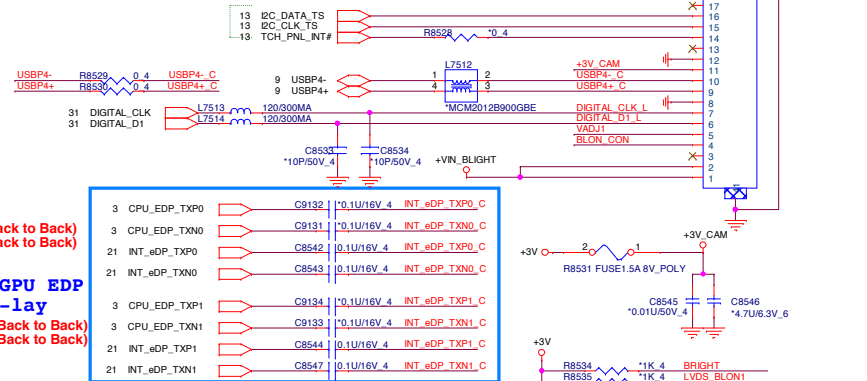 17
13 I2C_DATA_TS 16
13 I2C_CLK_TS 15
13 TCH_PNL_INT# R8528 *0_4 14
13
L7512 12
+3V_CAM 11
USBP4- R8529 0_4 USBP4-_C 9 USBP4- 1 2 USBP4-_C 10
USBP4+ R8530 0_4 USBP4+_C 9 USBP4+ 4 3 USBP4+_C 9
*MCM2012B900GBE 8
31 DIGITAL_CLK L7513 120/300MA DIGITAL_CLK_L 7
31 DIGITAL_D1 L7514 120/300MA DIGITAL_D1_L 6
VADJ1 5
BLON_CON 4
C8533 C8534 3
*10P/50V_4 *10P/50V_4 +VIN_BLIGHT 2
1
3 CPU_EDP_TXP0 C9132 *0.1U/16V_4 INT_eDP_TXP0_C
3 CPU_EDP_TXN0 C9131 *0.1U/16V_4 INT_eDP_TXN0_C
21 INT_eDP_TXP0 C8542 0.1U/16V_4 INT_eDP_TXP0_C
21 INT_eDP_TXN0 C8543 0.1U/16V_4 INT_eDP_TXN0_C
3 CPU_EDP_TXP1 C9134 *0.1U/16V_4 INT_eDP_TXP1_C
3 CPU_EDP_TXN1 C9133 *0.1U/16V_4 INT_eDP_TXN1_C
21 INT_eDP_TXP1 C8544 0.1U/16V_4 INT_eDP_TXP1_C
21 INT_eDP_TXN1 C8547 0.1U/16V_4 INT_eDP_TXN1_C
ack to Back)
ack to Back)
GPU EDP
-lay
Back to Back)
Back to Back)
+3V_CAM
+3V 2 1
R8531 FUSE1.5A 8V_POLY
C8545 C8546
*0.01U/50V_4 *4.7U/6.3V_6
+3V
R8534 *1K_4 BRIGHT
R8535 *1K_4 LVDS_BLON1